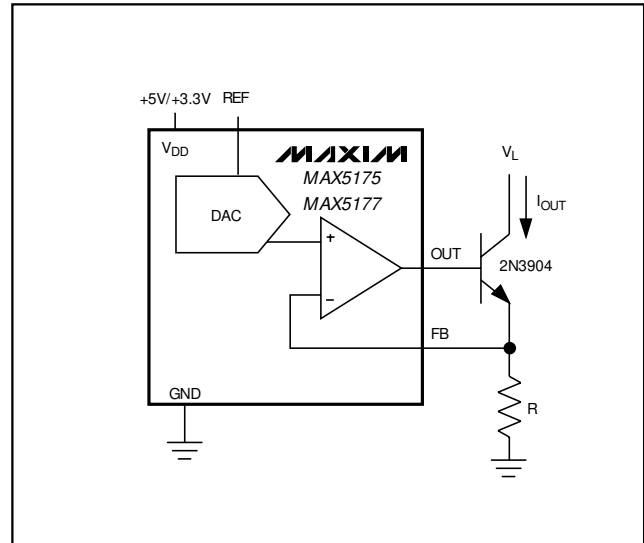 +5V/+3.3V REF
VDD
MAXIM
MAX5175
MAX5177
DAC
+
−
OUT
FB
GND
VL
IOUT
2N3904
R